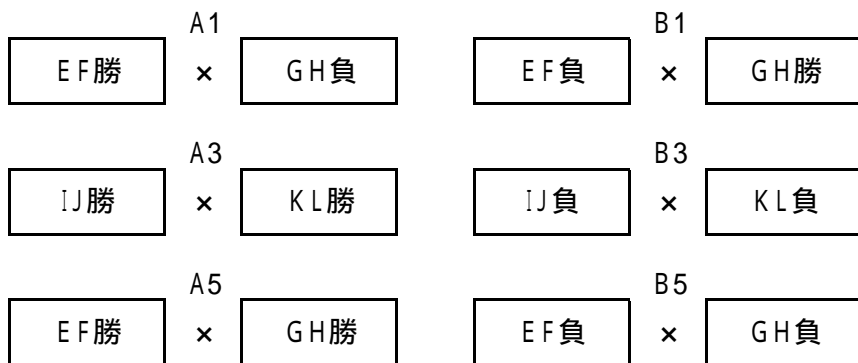 A1 B1
EF勝 × GH負 EF負 × GH勝
A3 B3
IJ勝 × KL勝 IJ負 × KL負
A5 B5
EF勝 × GH勝 EF負 × GH負